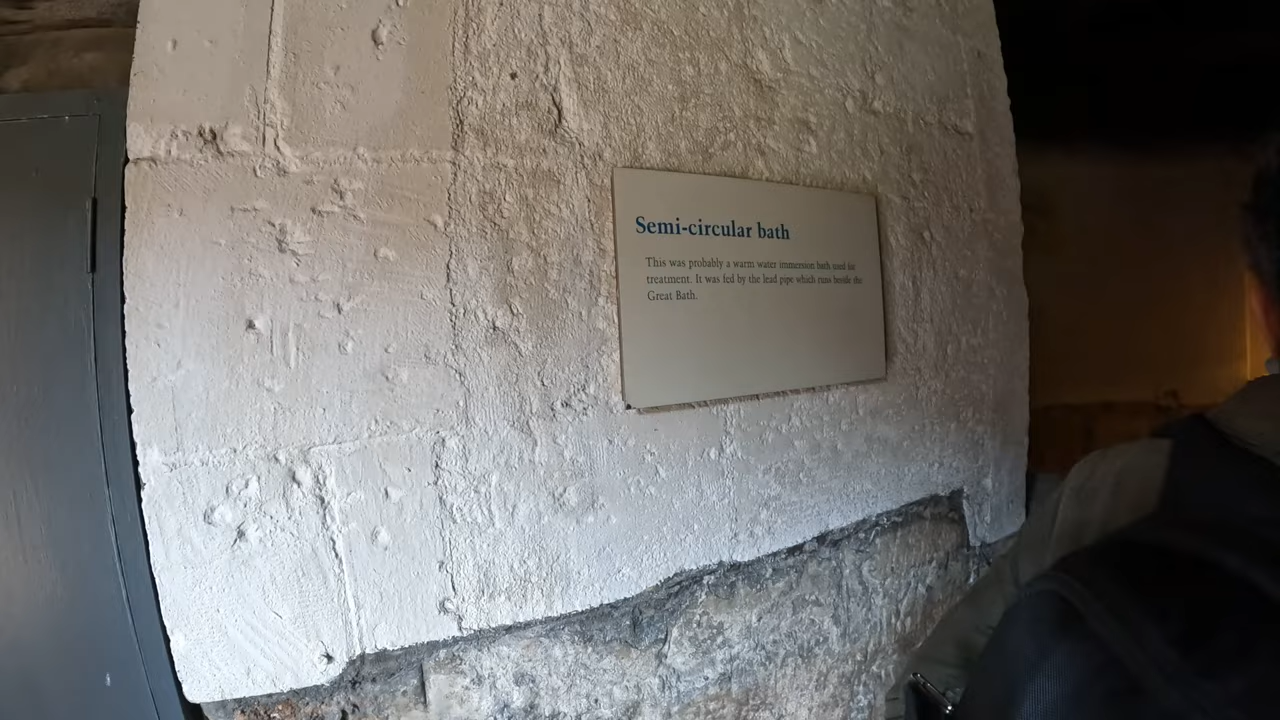 Semi-circular bath
This was probably a warm water immersion bath used for
treatment. It was fed by the lead pipe which runs beside the
Great Bath.